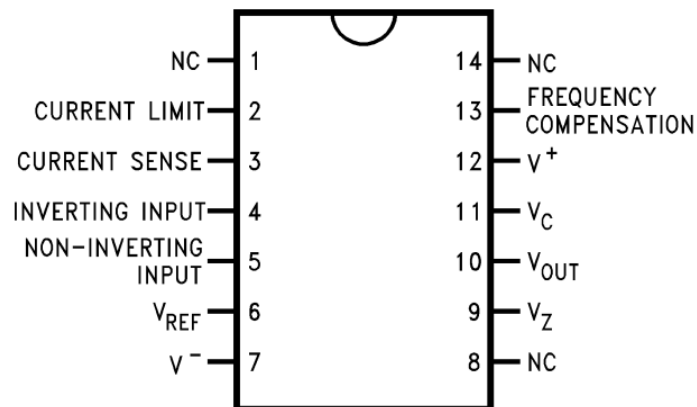 NC 1 14 NC
CURRENT LIMIT 2 13 FREQUENCY
COMPENSATION
CURRENT SENSE 3 12 V+
INVERTING INPUT 4 11 VC
NON-INVERTING
INPUT 5 10 VOUT
VREF 6 9 VZ
V- 7 8 NC